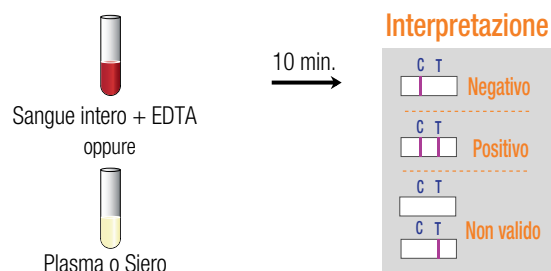 Interpretazione
10 min.
Sangue intero + EDTA
oppure
Plasma o Siero
C T
Negativo
C T
Positivo
C T
Non valido
C T